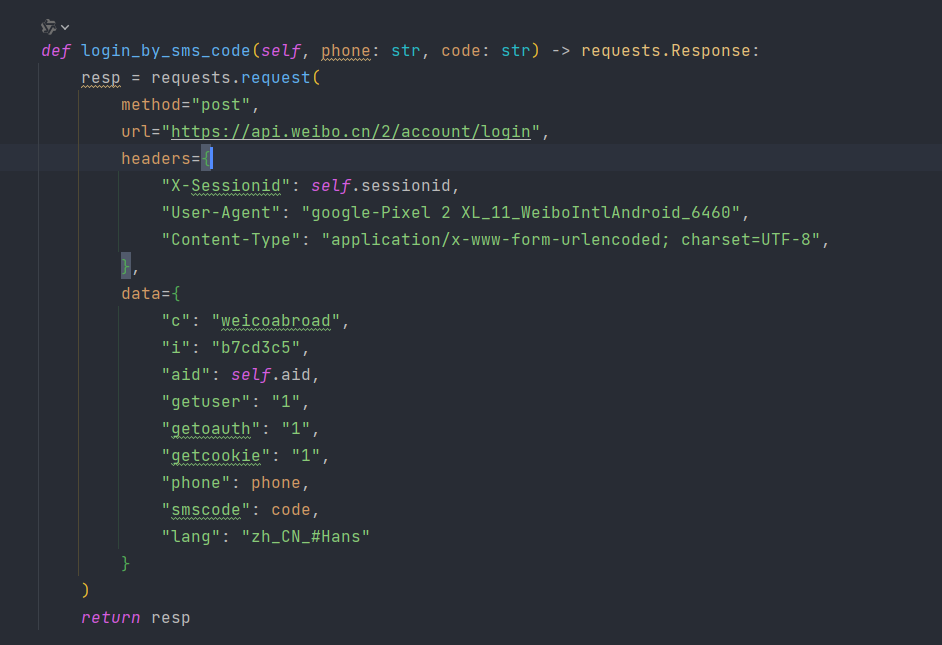 def login_by_sms_code(self, phone: str, code: str) -> requests.Response:
    resp = requests.request(
        method="post",
        url="https://api.weibo.cn/2/account/login",
        headers={
            "X-Sessionid": self.sessionid,
            "User-Agent": "google-Pixel 2 XL_11_WeiboIntlAndroid_6460",
            "Content-Type": "application/x-www-form-urlencoded; charset=UTF-8",
        },
        data={
            "c": "weicoabroad",
            "i": "b7cd3c5",
            "aid": self.aid,
            "getuser": "1",
            "getoauth": "1",
            "getcookie": "1",
            "phone": phone,
            "smscode": code,
            "lang": "zh_CN_#Hans"
        }
    )
    return resp